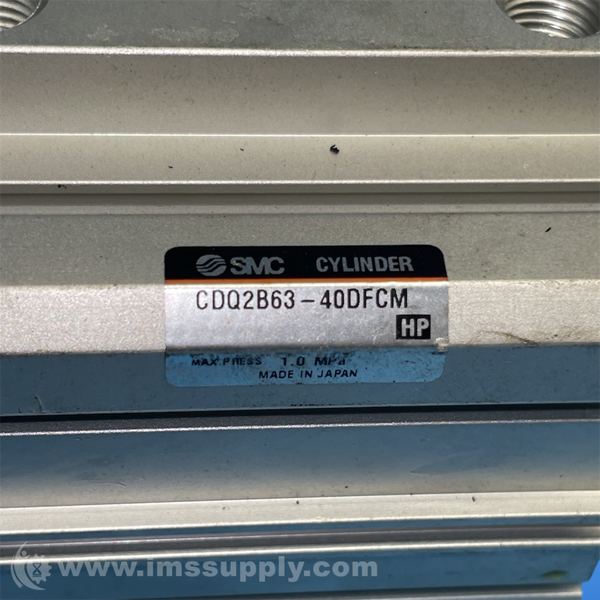 SMC CYLINDER
CDQ2B63-40DFCM
HP
MAX PRESS 1.0 MPa
MADE IN JAPAN
www.imssupply.com